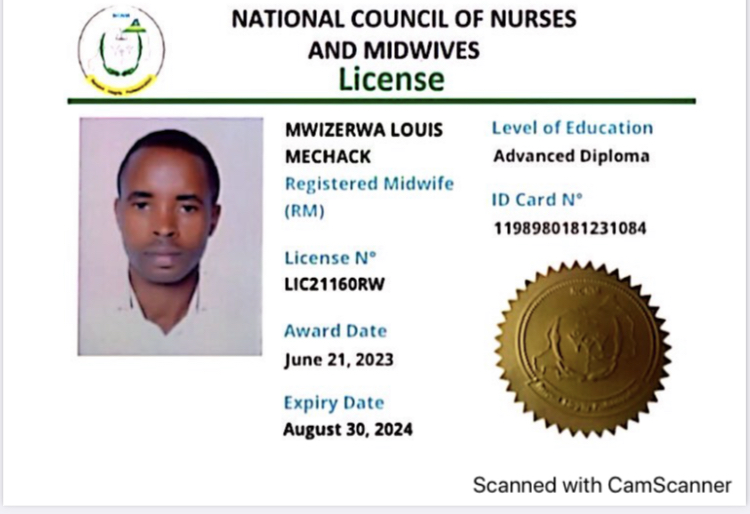 NATIONAL COUNCIL OF NURSES
AND MIDWIVES
License
MWIZERWA LOUIS
MECHACK
Registered Midwife
(RM)
License N°
LIC21160RW
Award Date
June 21, 2023
Expiry Date
August 30, 2024
Level of Education
Advanced Diploma
ID Card N°
1198980181231084
Scanned with CamScanner